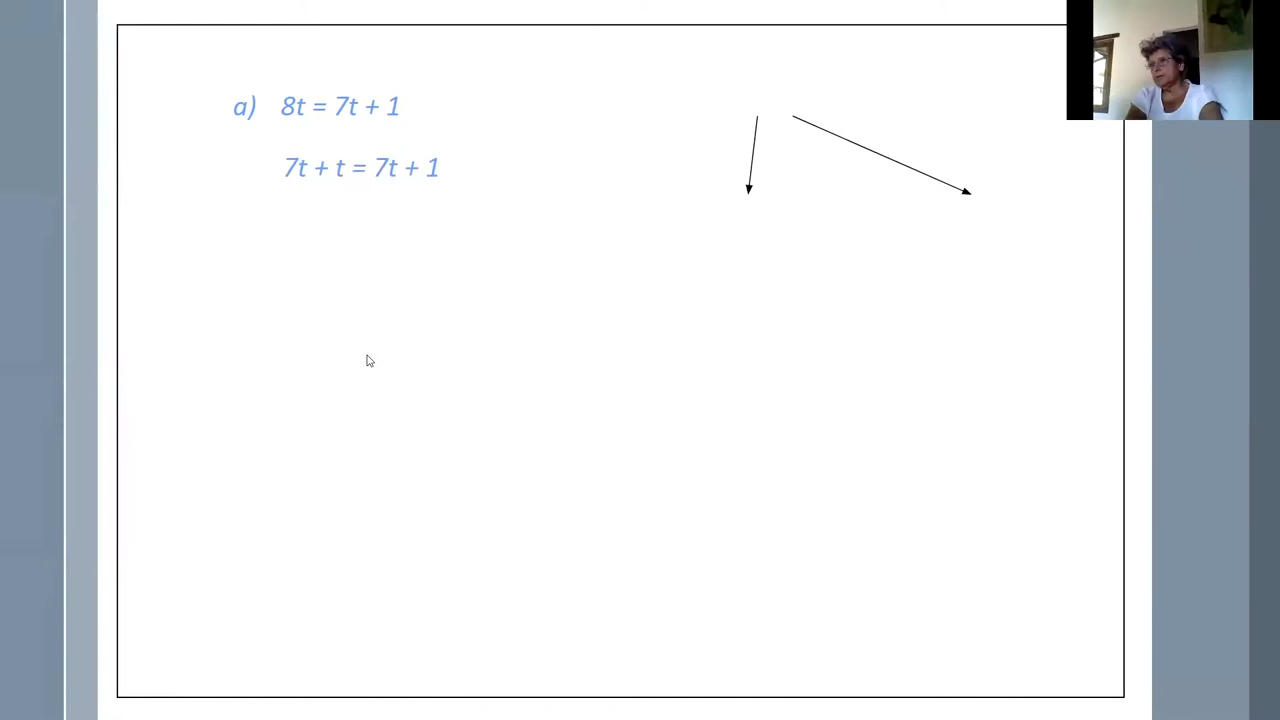 a) 8t = 7t + 1
7t + t = 7t + 1